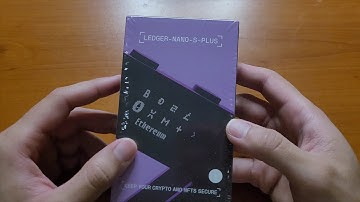 LEDGER-NANO-S-PLUS
Ethereum
KEEP YOUR CRYPTO AND NFTS SECURE